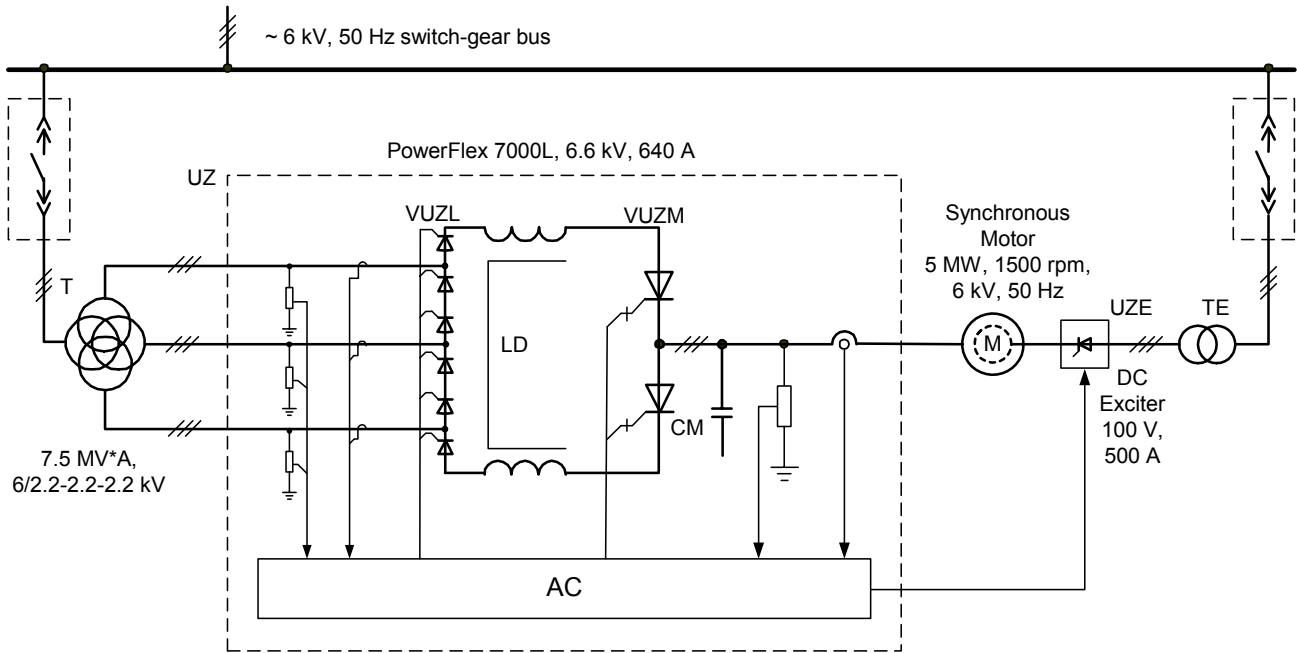 ~ 6 kV, 50 Hz switch-gear bus
PowerFlex 7000L, 6.6 kV, 640 A
UZ
VUZL
VUZM
Synchronous
Motor
5 MW, 1500 rpm,
6 kV, 50 Hz
T
UZE
TE
LD
M
DC
Exciter
100 V,
500 A
CM
7.5 MV*A,
6/2.2-2.2-2.2 kV
AC